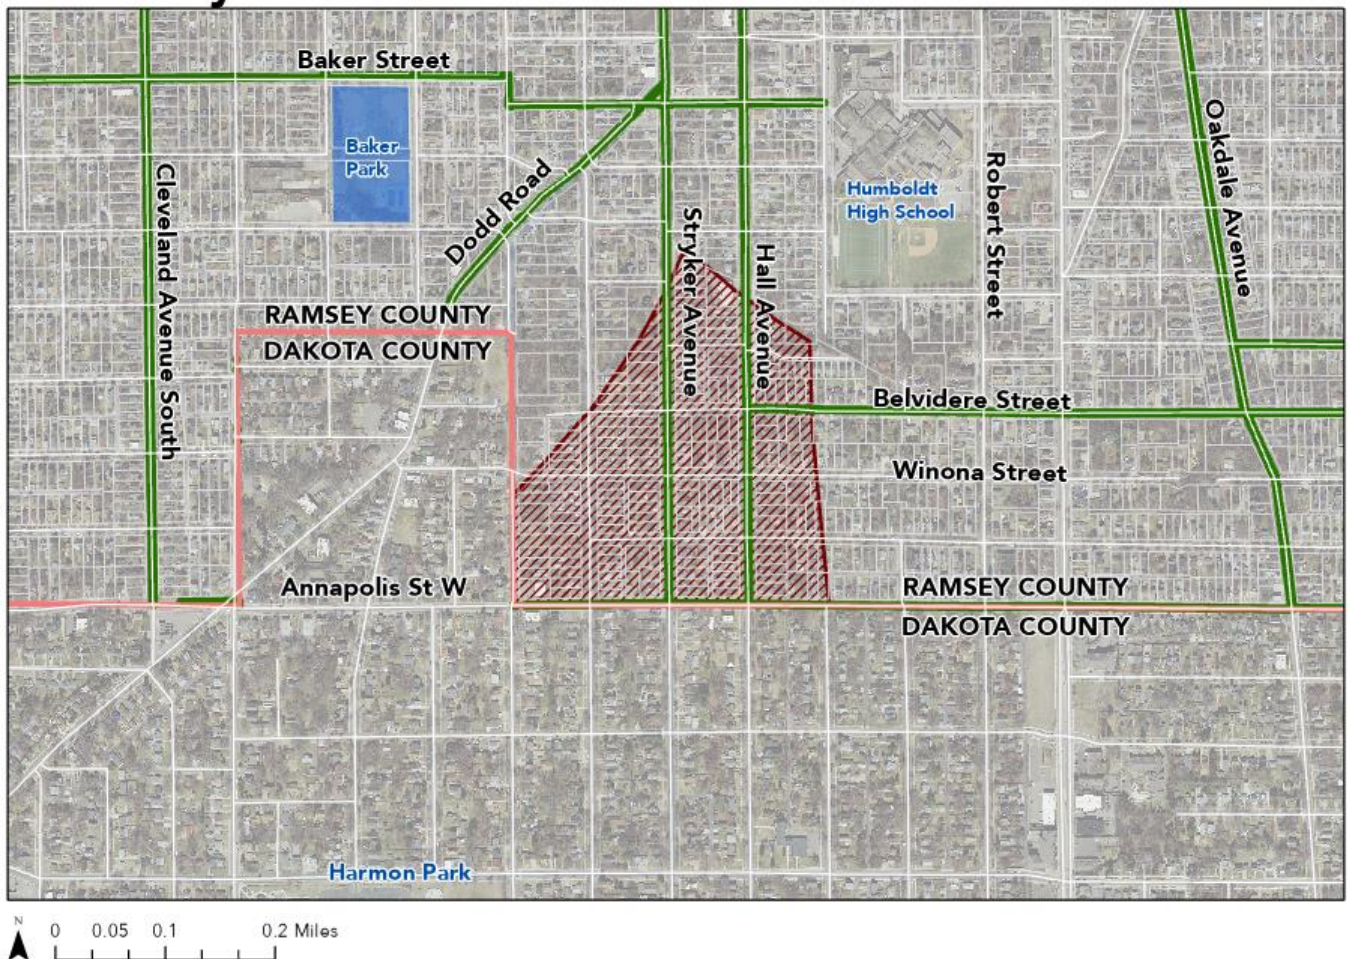 Baker Street
Baker
Park
Cleveland Avenue South
Dodd Road
Stryker Avenue
Hall Avenue
Humboldt
High School
Robert Street
Oakdale Avenue
RAMSEY COUNTY
DAKOTA COUNTY
Belvidere Street
Winona Street
Annapolis St W
RAMSEY COUNTY
DAKOTA COUNTY
Harmon Park
N
0 0.05 0.1 0.2 Miles